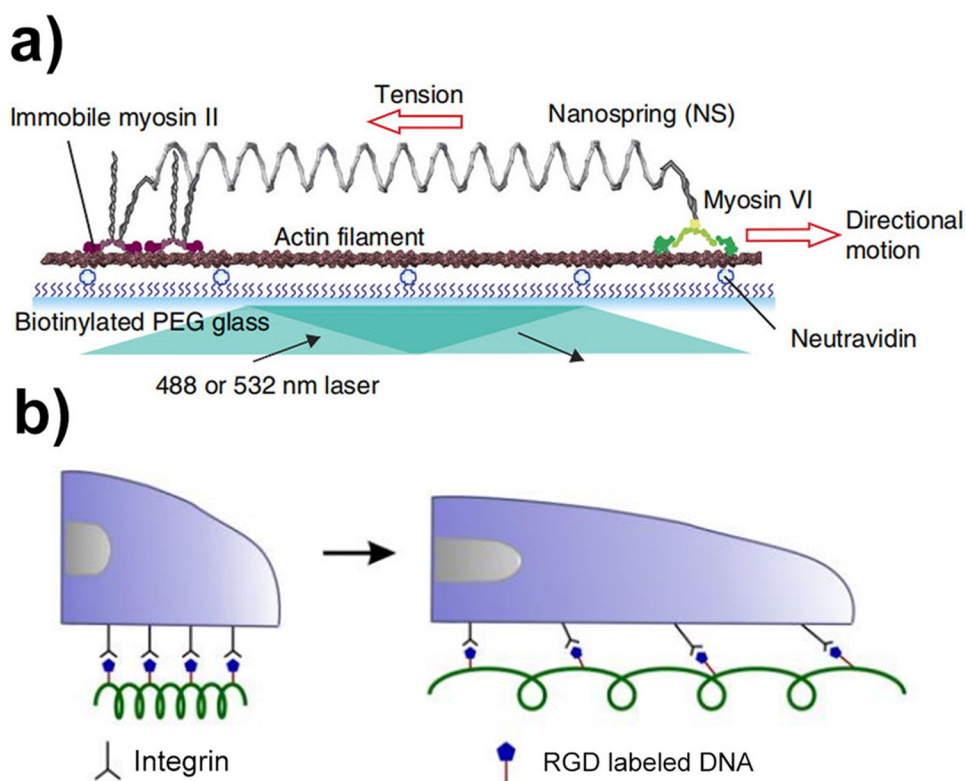 a)
Immobile myosin II
Tension
Nanospring (NS)
Myosin VI
Directional
motion
Actin filament
Biotinylated PEG glass
Neutravidin
488 or 532 nm laser
b)
Integrin
RGD labeled DNA